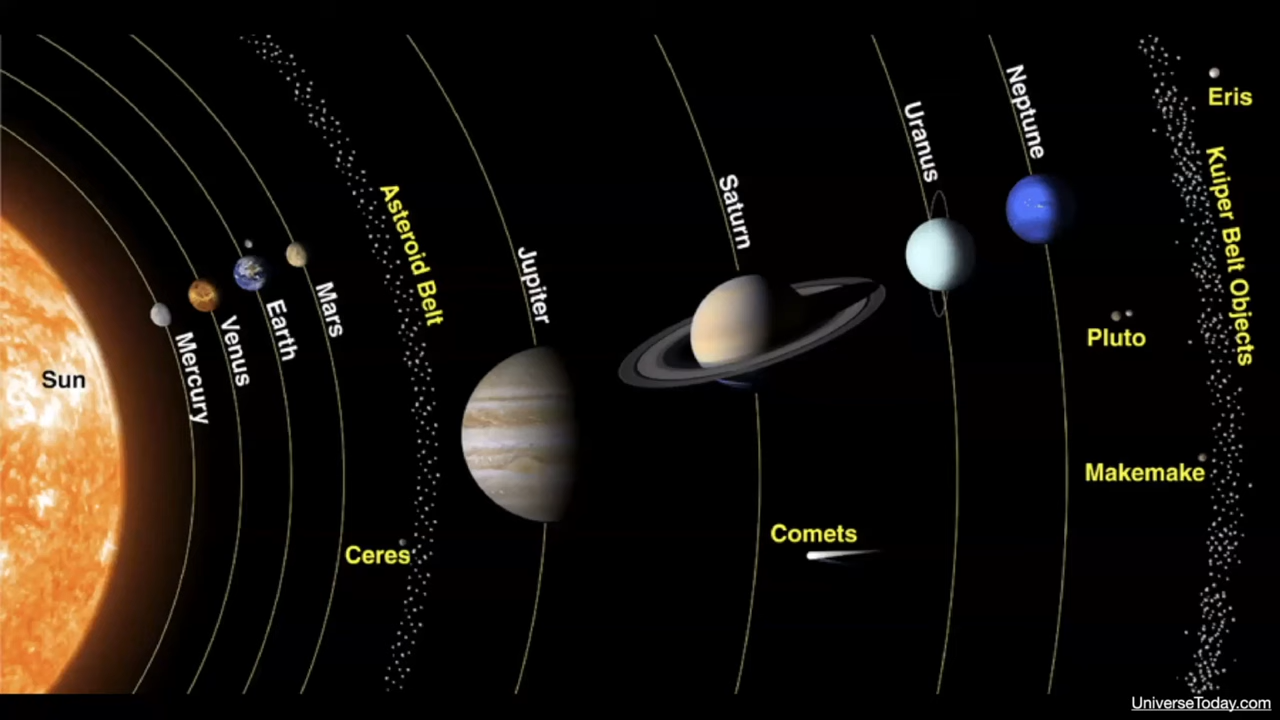 Sun
Mercury
Venus
Earth
Mars
Asteroid Belt
Ceres
Jupiter
Saturn
Comets
Uranus
Neptune
Pluto
Makemake
Eris
Kuiper Belt Objects
UniverseToday.com